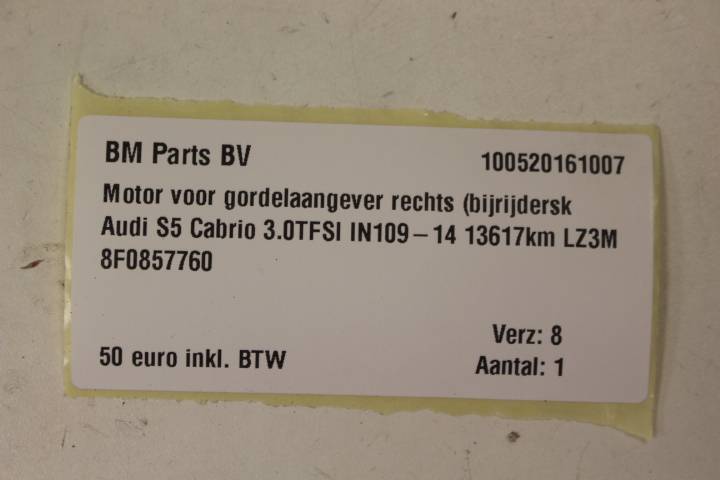 BM Parts BV 100520161007
Motor voor gordelaangever rechts (bijrijdersk
Audi S5 Cabrio 3.0TFSI IN109-14 13617km LZ3M
8F0857760
Verz: 8
50 euro inkl. BTW
Aantal: 1